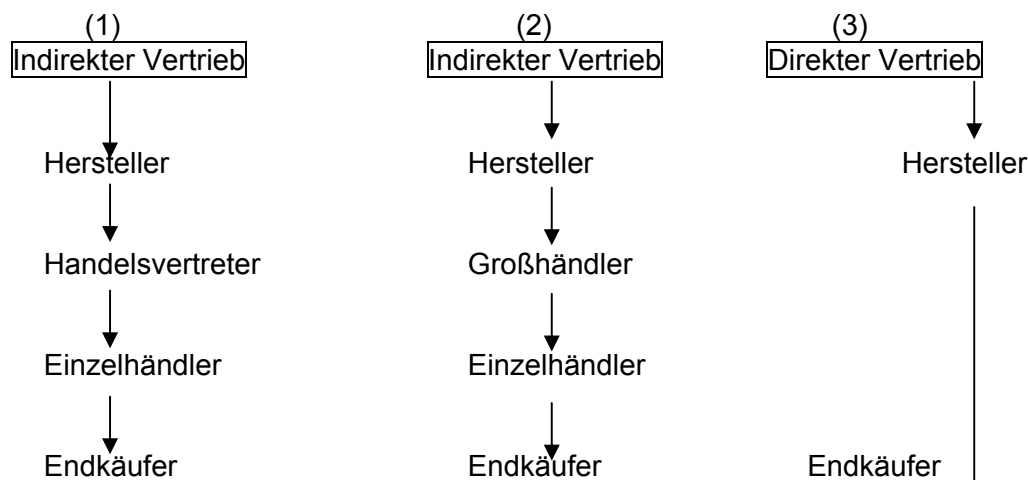 (1) (2) (3)
Indirekter Vertrieb Indirekter Vertrieb Direkter Vertrieb
Hersteller Hersteller Hersteller
Handelsvertreter Großhändler
Einzelhändler Einzelhändler
Endkäufer Endkäufer Endkäufer